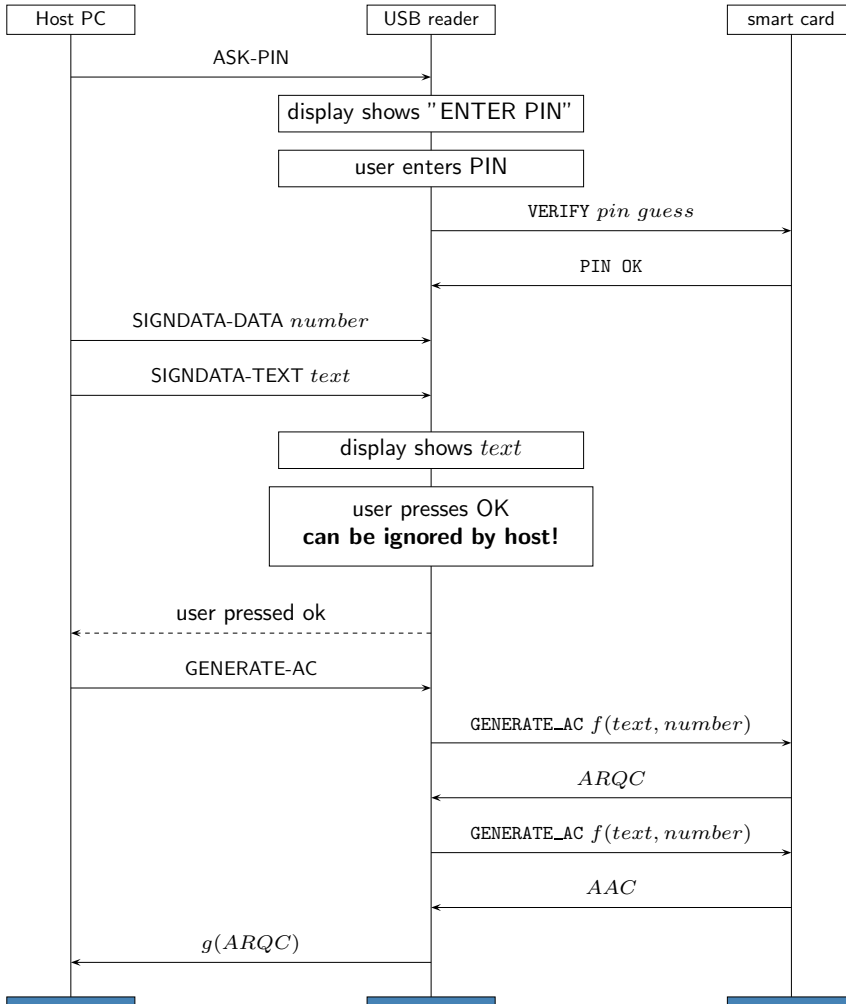 Host PC
USB reader
smart card
ASK-PIN
display shows "ENTER PIN"
user enters PIN
VERIFY pin guess
PIN OK
SIGNDATA-DATA number
SIGNDATA-TEXT text
display shows text
user presses OK
can be ignored by host!
user pressed ok
GENERATE-AC
GENERATE_AC f(text, number)
ARQC
GENERATE_AC f(text, number)
AAC
g(ARQC)